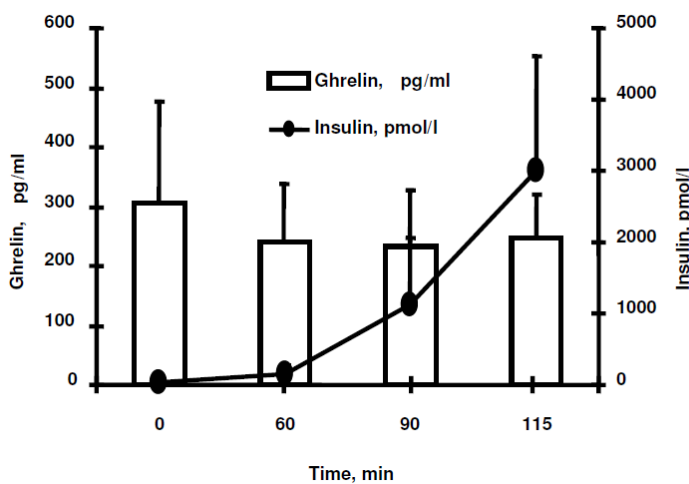 600
500
400
300
200
100
0
Ghrelin, pg/ml
Ghrelin, pg/ml
Insulin, pmol/l
5000
4000
3000
2000
1000
0
Insulin, pmol/l
0 60 90 115
Time, min